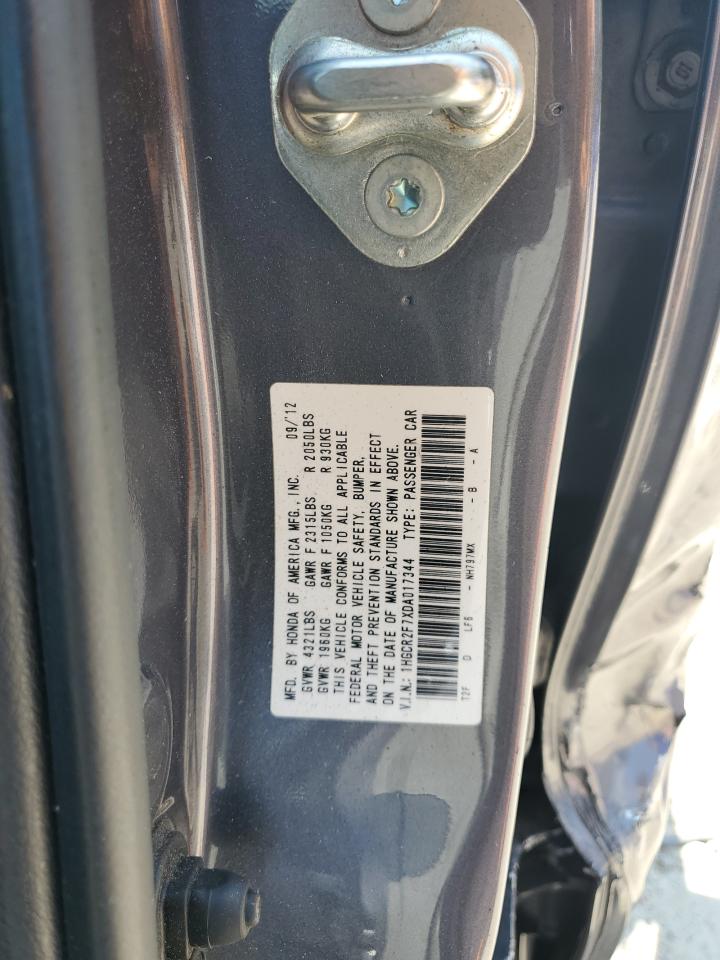 MFD. BY HONDA OF AMERICA MFG., INC. 09/12
GVWR 4321LBS GAWR F 2315LBS R 2050LBS
GVWR 1960KG GAWR F 1050KG R 930KG
THIS VEHICLE CONFORMS TO ALL APPLICABLE
FEDERAL MOTOR VEHICLE SAFETY, BUMPER,
AND THEFT PREVENTION STANDARDS IN EFFECT
ON THE DATE OF MANUFACTURE SHOWN ABOVE.
V.I.N.: 1HGCR2F7XDA017344 TYPE: PASSENGER CAR
T2F D LF6 - NH797MX - B - A